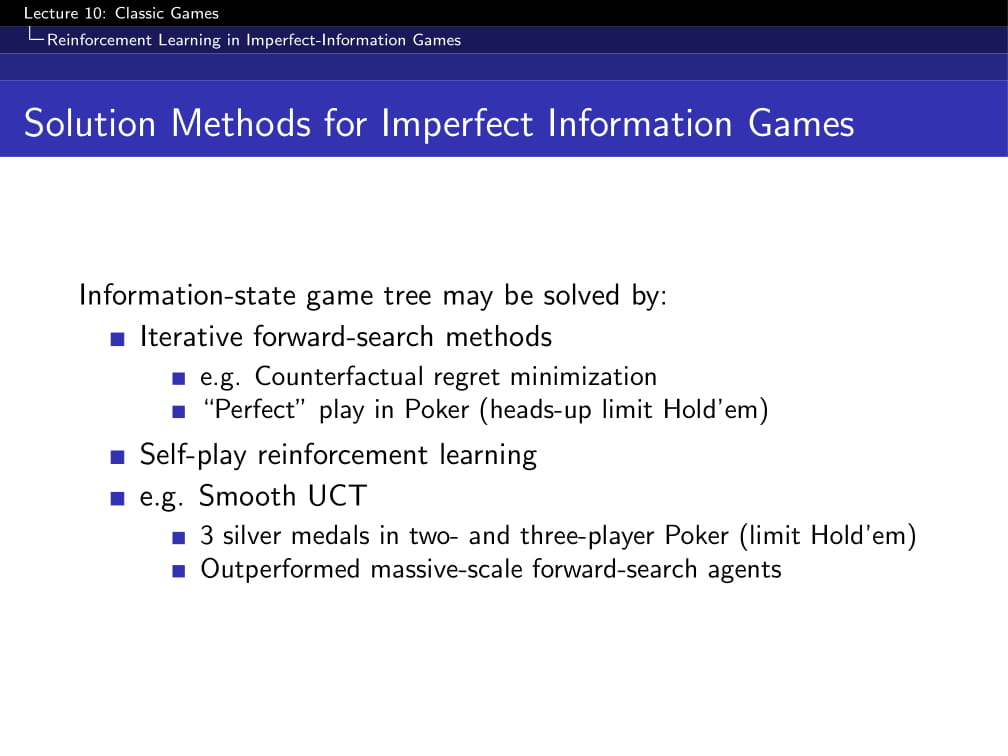 Lecture 10: Classic Games
Reinforcement Learning in Imperfect-Information Games
Solution Methods for Imperfect Information Games
Information-state game tree may be solved by:
Iterative forward-search methods
e.g. Counterfactual regret minimization
“Perfect” play in Poker (heads-up limit Hold’em)
Self-play reinforcement learning
e.g. Smooth UCT
3 silver medals in two- and three-player Poker (limit Hold’em)
Outperformed massive-scale forward-search agents